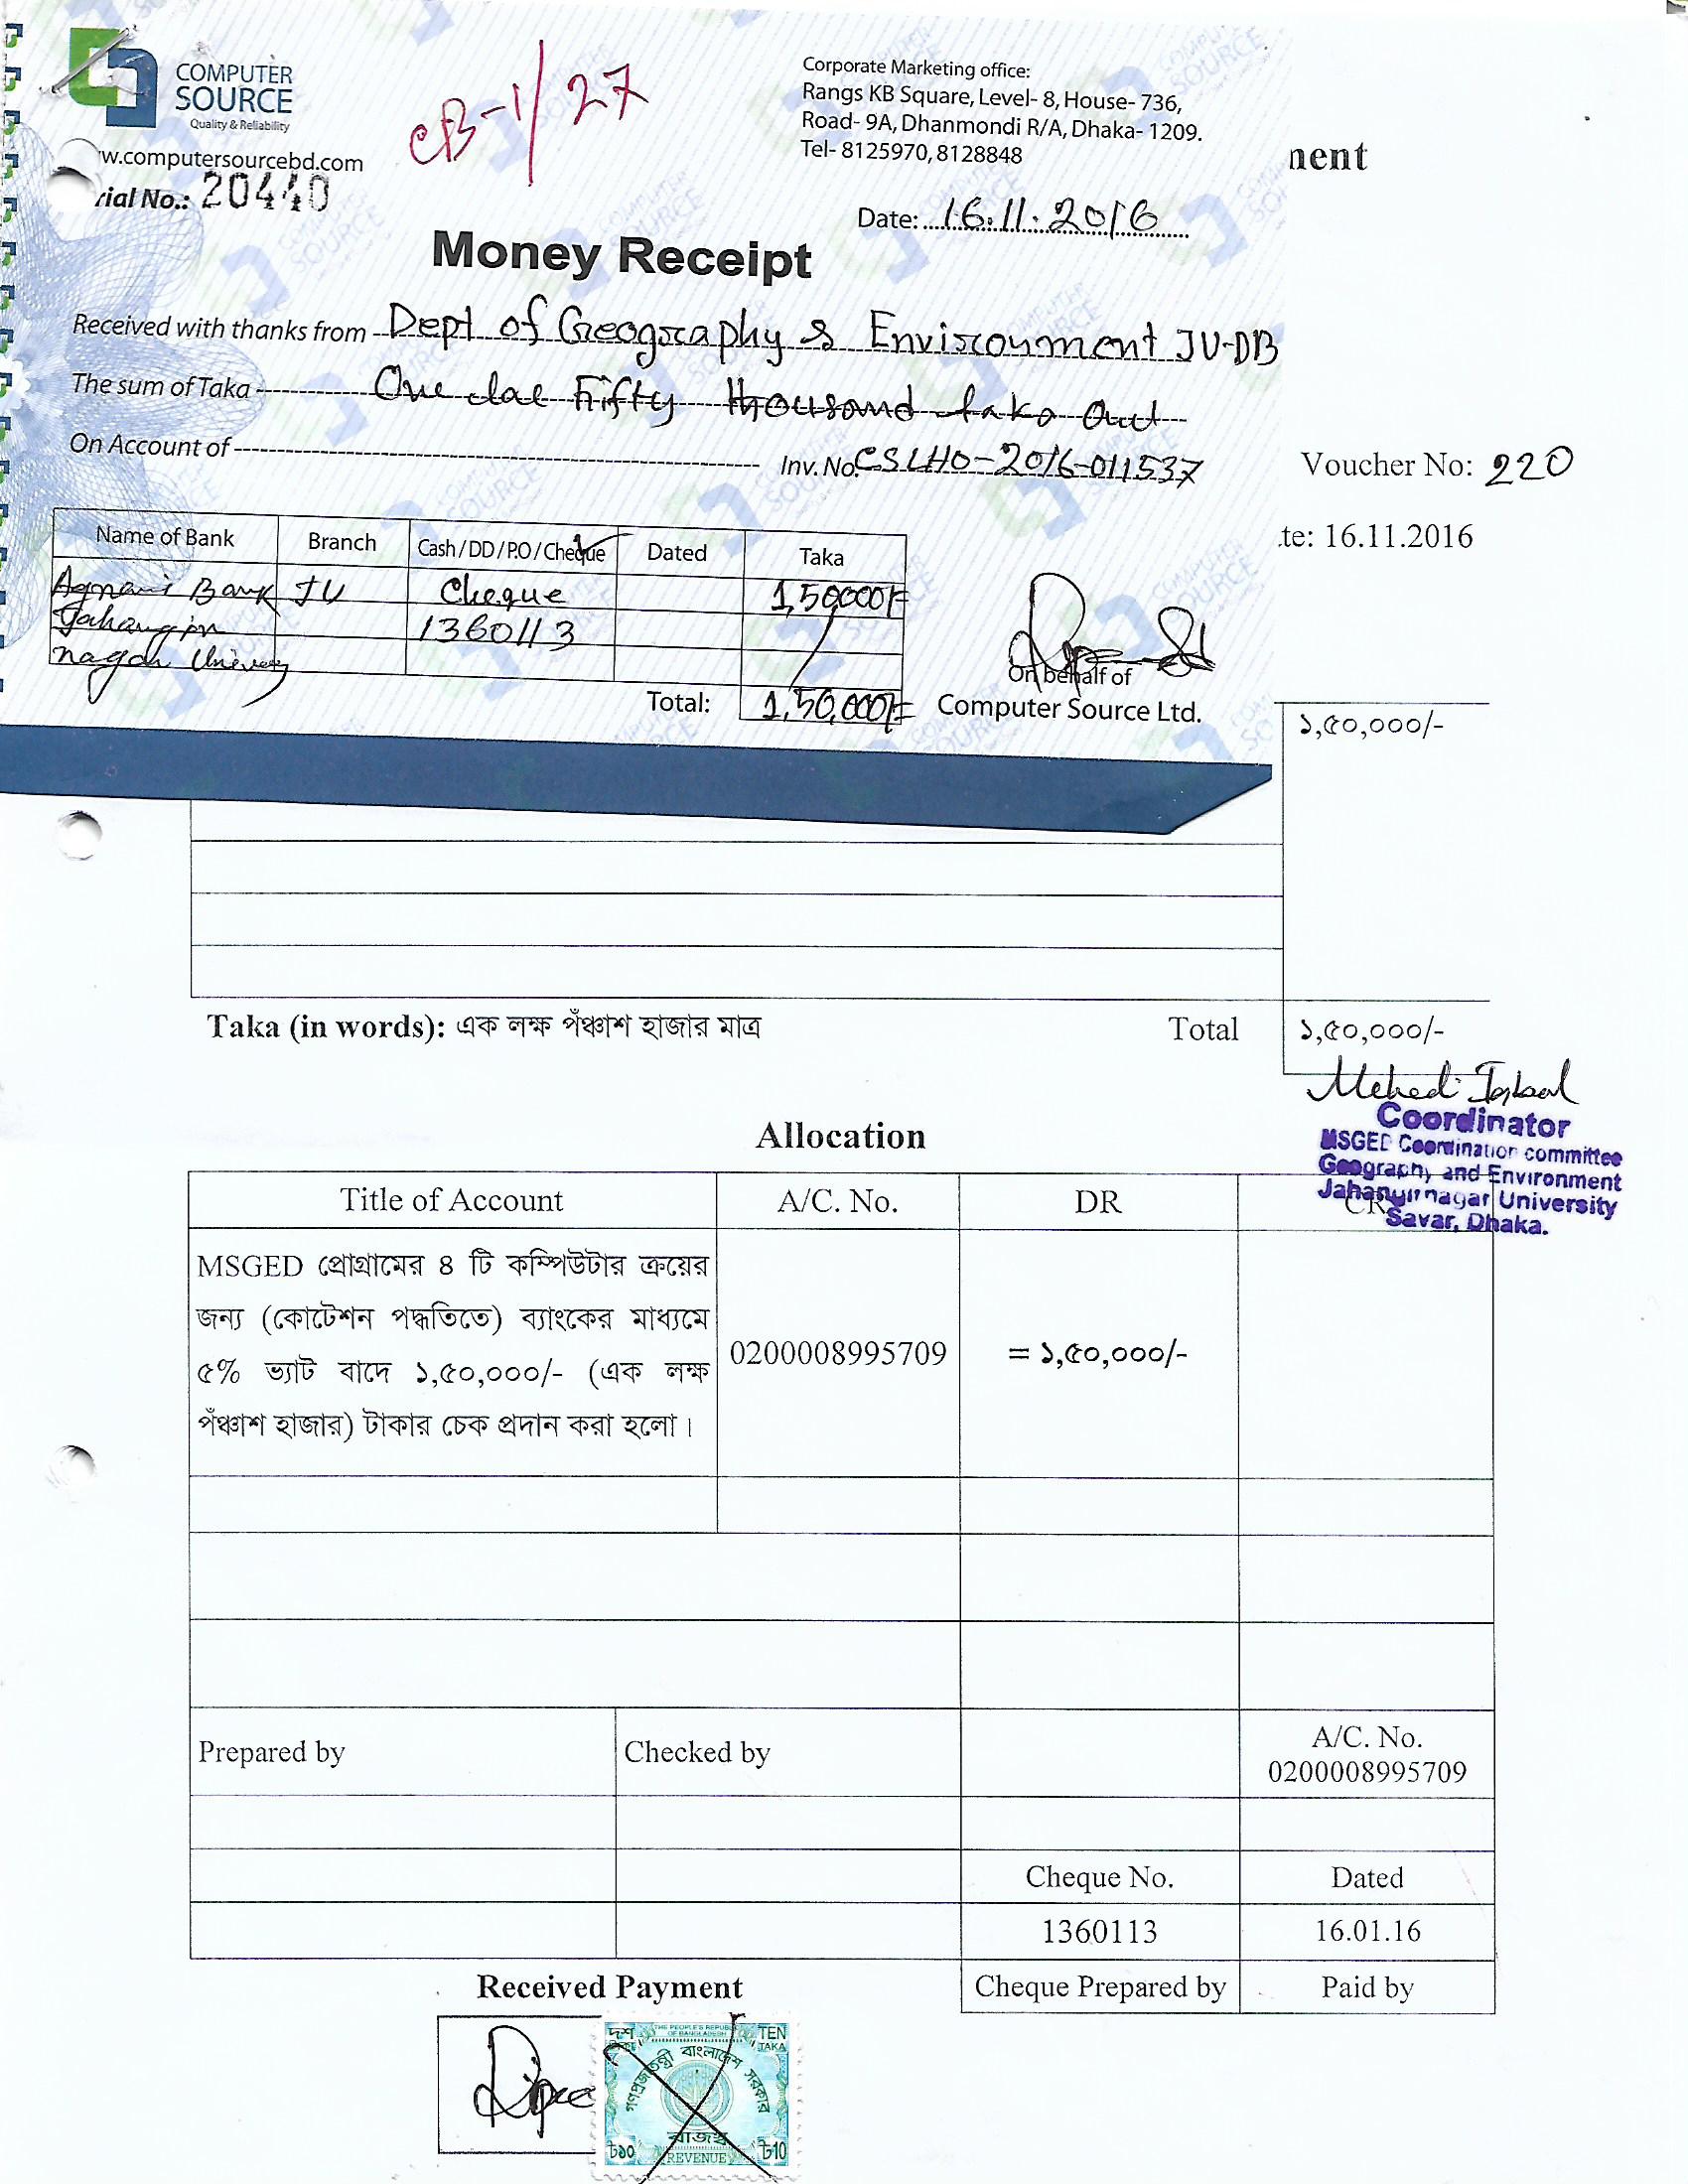 COMPUTER
SOURCE
Quality & Reliability
w.computersourcebd.com
rial No.: 20440
CB-1/27
Corporate Marketing office:
Rangs KB Square, Level- 8, House- 736,
Road- 9A, Dhanmondi R/A, Dhaka- 1209.
Tel- 8125970, 8128848
nent
Date: 16.11.2016
Money Receipt
Received with thanks from Dept of Geography & Environment JU-DB
The sum of Taka One lac Fifty thousand taka
On Account of Inv. No. CSLHO-2016-011537
Voucher No: 220
te: 16.11.2016
Name of Bank Branch Cash / DD / P.O / Cheque Dated Taka
Bank JU Cheque 1,50000/=
1360113
nagar
Total: 1,50,000/=
On behalf of
Computer Source Ltd.
১,৫০,০০০/-
Taka (in words): এক লক্ষ পঁঞ্চাশ হাজার মাত্র Total ১,৫০,০০০/-
Mehedi Iqbal
Coordinator
MSGED Coordination committee
Geography and Environment
Jahangirnagar University
Savar, Dhaka.
Allocation
Title of Account A/C. No. DR CR
MSGED প্রোগ্রামের ৪ টি কম্পিউটার ক্রয়ের
জন্য (কোটেশন পদ্ধতিতে) ব্যাংকের মাধ্যমে
৫% ভ্যাট বাদে ১,৫০,০০০/- (এক লক্ষ
পঁঞ্চাশ হাজার) টাকার চেক প্রদান করা হলো।
0200008995709 = ১,৫০,০০০/-
Prepared by Checked by A/C. No.
0200008995709
Cheque No. Dated
1360113 16.01.16
Received Payment Cheque Prepared by Paid by
THE PEOPLE'S REPUBLIC
OF BANGLADESH
দশ TEN
TAKA
গণপ্রজাতন্ত্রী বাংলাদেশ সরকার
রাজস্ব
৳১০ REVENUE ৳10